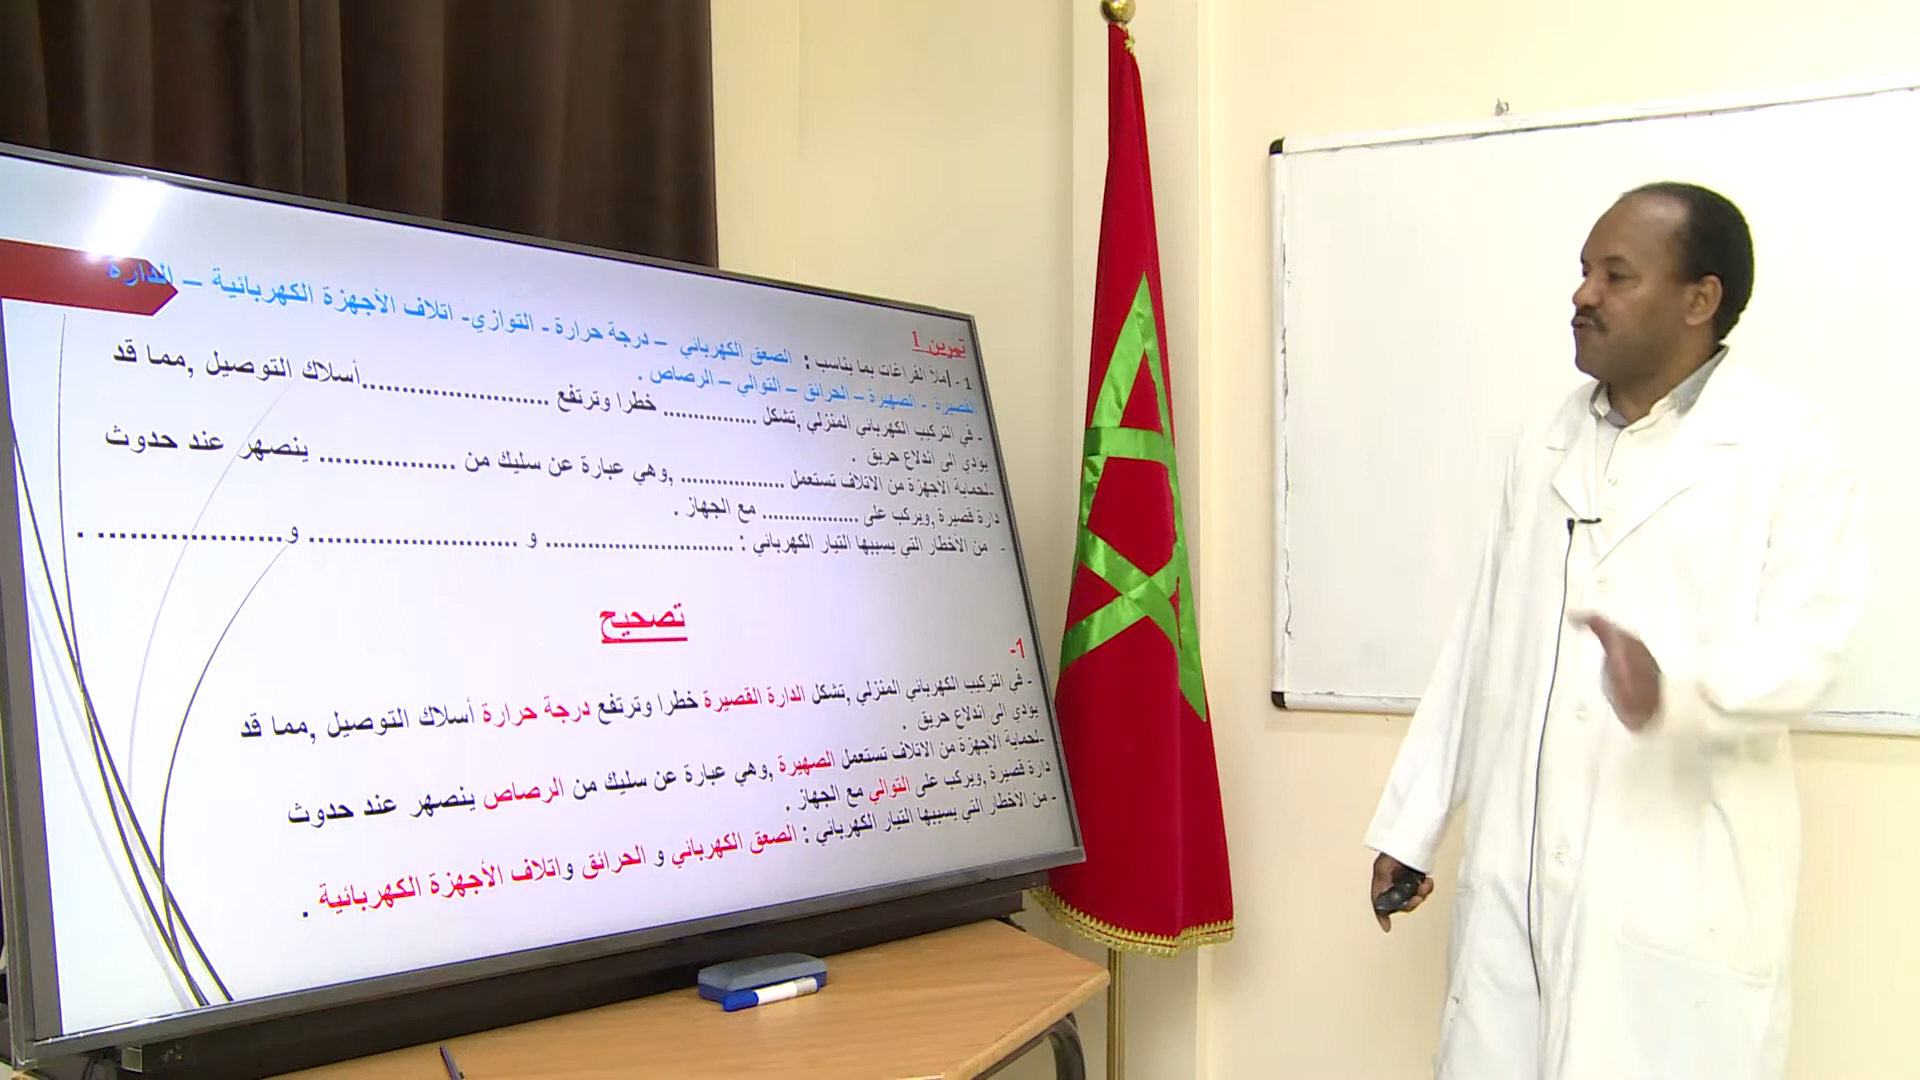 تمرين 1
1 - إملأ الفراغات بما يناسب : الصعق الكهربائي – درجة حرارة - التوازي- اتلاف الأجهزة الكهربائية – الدارة
القصيرة - الصهيرة – الحرائق – التوالي – الرصاص .
- في التركيب الكهربائي المنزلي ,تشكل ............... خطرا وترتفع ..............................أسلاك التوصيل ,مما قد
يؤدي الى اندلاع حريق .
-لحماية الاجهزة من الاتلاف تستعمل .................. ,وهي عبارة عن سليك من ................. ينصهر عند حدوث
دارة قصيرة ,ويركب على ................. مع الجهاز .
- من الأخطار التي يسببها التيار الكهربائي : ............................ و ............................ و...................... .
تصحيح
1-
- في التركيب الكهربائي المنزلي ,تشكل الدارة القصيرة خطرا وترتفع درجة حرارة أسلاك التوصيل ,مما قد
يؤدي الى اندلاع حريق .
-لحماية الأجهزة من الاتلاف تستعمل الصهيرة ,وهي عبارة عن سليك من الرصاص ينصهر عند حدوث
دارة قصيرة ,ويركب على التوالي مع الجهاز .
- من الأخطار التي يسببها التيار الكهربائي : الصعق الكهربائي و الحرائق واتلاف الأجهزة الكهربائية .